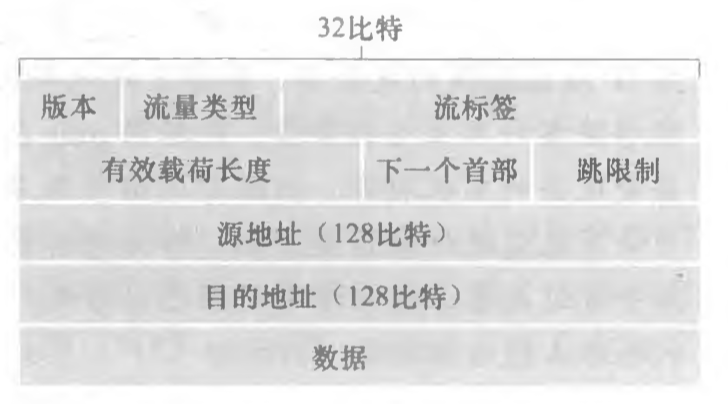 32比特
版本 流量类型 流标签
有效载荷长度 下一个首部 跳限制
源地址（128比特）
目的地址（128比特）
数据